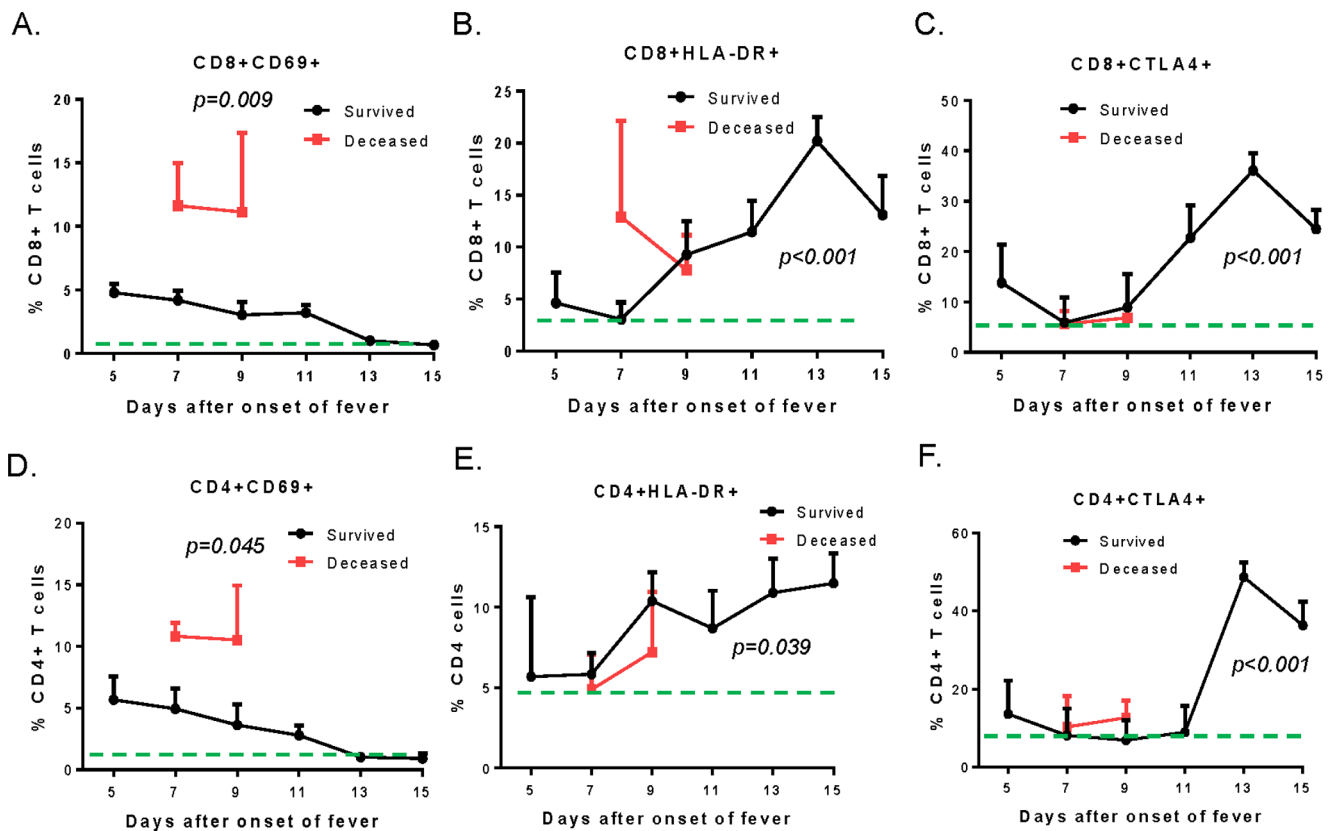 A.
CD8+CD69+
p=0.009
Survived
Deceased
% CD8+ T cells
20
15
10
5
0
5 7 9 11 13 15
Days after onset of fever
B.
CD8+HLA-DR+
Survived
Deceased
p<0.001
% CD8+ T cells
25
20
15
10
5
0
5 7 9 11 13 15
Days after onset of fever
C.
CD8+CTLA4+
Survived
Deceased
p<0.001
% CD8+ T cells
50
40
30
20
10
0
5 7 9 11 13 15
Days after onset of fever
D.
CD4+CD69+
p=0.045
Survived
Deceased
% CD4+ T cells
20
15
10
5
0
5 7 9 11 13 15
Days after onset of fever
E.
CD4+HLA-DR+
Survived
Deceased
p=0.039
% CD4 cells
15
10
5
0
5 7 9 11 13 15
Days after onset of fever
F.
CD4+CTLA4+
Survived
Deceased
p<0.001
% CD4+ T cells
60
40
20
0
5 7 9 11 13 15
Days after onset of fever